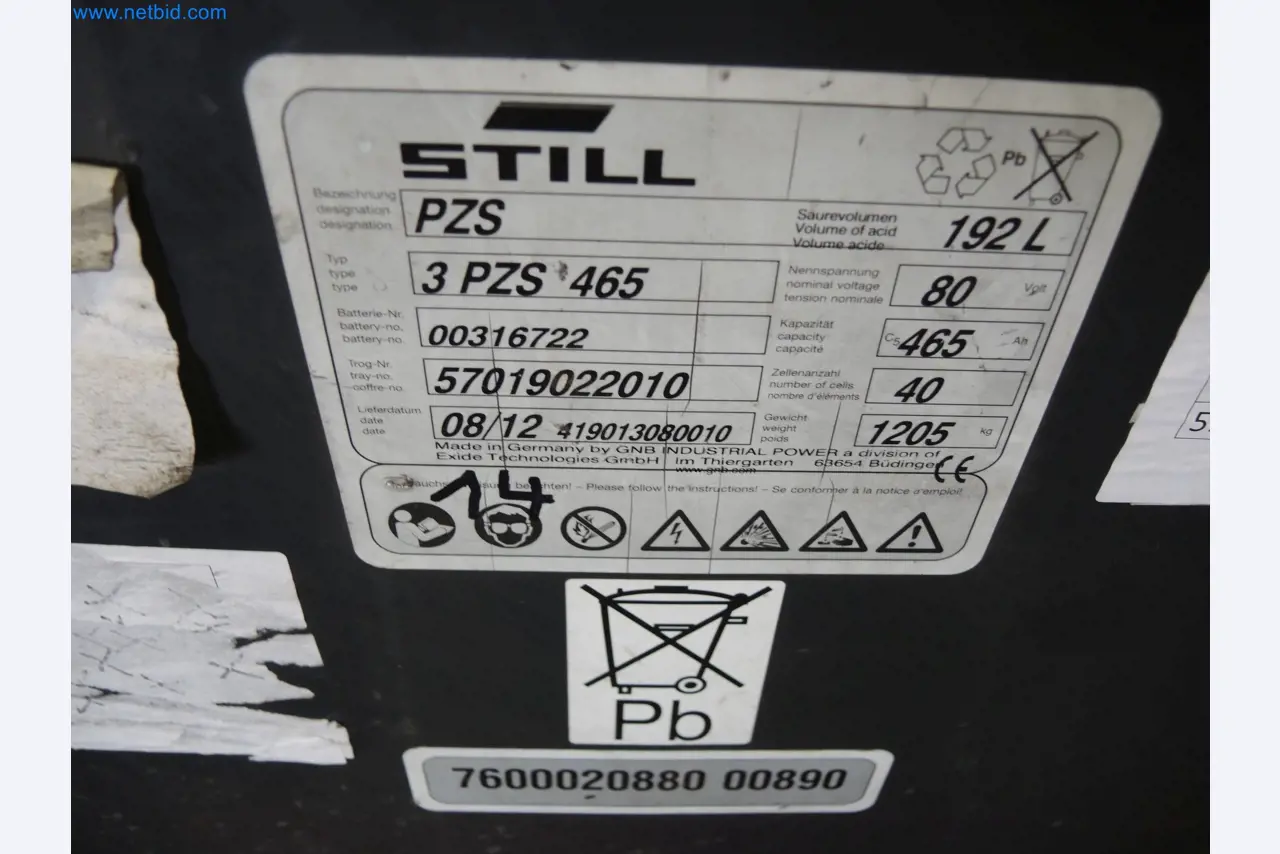 www.netbid.com
STILL
Pb
Bezeichnung
designation
designation
PZS
Säurevolumen
Volume of acid
Volume acide
192 L
Typ
type
type
3 PZS 465
Nennspannung
nominal voltage
tension nominale
80
Volt
Batterie-Nr.
battery-no.
battery-no.
00316722
Kapazität
capacity
capacité
C5 465 Ah
Trog-Nr.
tray-no.
coffre-no.
57019022010
Zellenanzahl
number of cells
nombre d'éléments
40
Lieferdatum
date
date
08/12 419013080010
Gewicht
weight
poids
1205 kg
Made in Germany by GNB INDUSTRIAL POWER a division of
Exide Technologies GmbH Im Thiergarten 63654 Büdingen
www.gnb.com
CE
14
– Please follow the instructions! – Se conformer à la notice d'emploi!
Pb
7600020880 00890